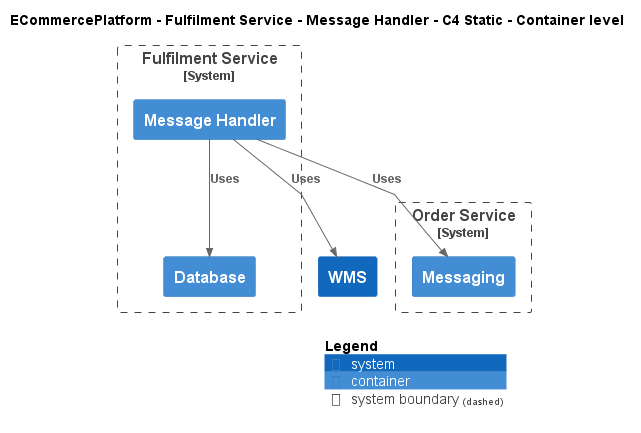 ECommercePlatform - Fulfilment Service - Message Handler - C4 Static - Container level
Fulfilment Service
[System]
Message Handler
Uses
Uses
Uses
Order Service
[System]
Database
WMS
Messaging
Legend
system
container
system boundary (dashed)